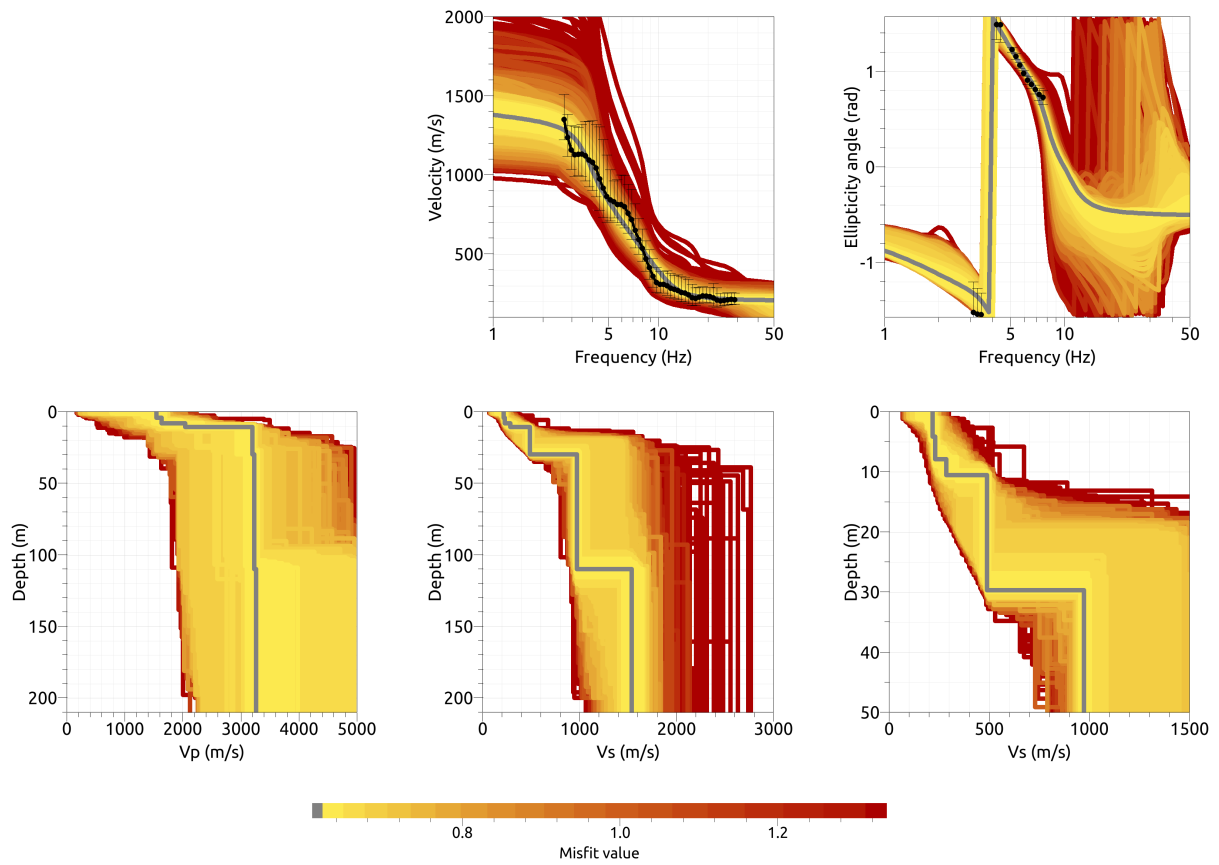 2000
1500
1000
500
Velocity (m/s)
1 5 10 50
Frequency (Hz)
1
0
-1
Ellipticity angle (rad)
1 5 10 50
Frequency (Hz)
0
50
100
150
200
Depth (m)
0 1000 2000 3000 4000 5000
Vp (m/s)
0
50
100
150
200
Depth (m)
0 1000 2000 3000
Vs (m/s)
0
10
20
30
40
50
Depth (m)
0 500 1000 1500
Vs (m/s)
0.8 1.0 1.2
Misfit value